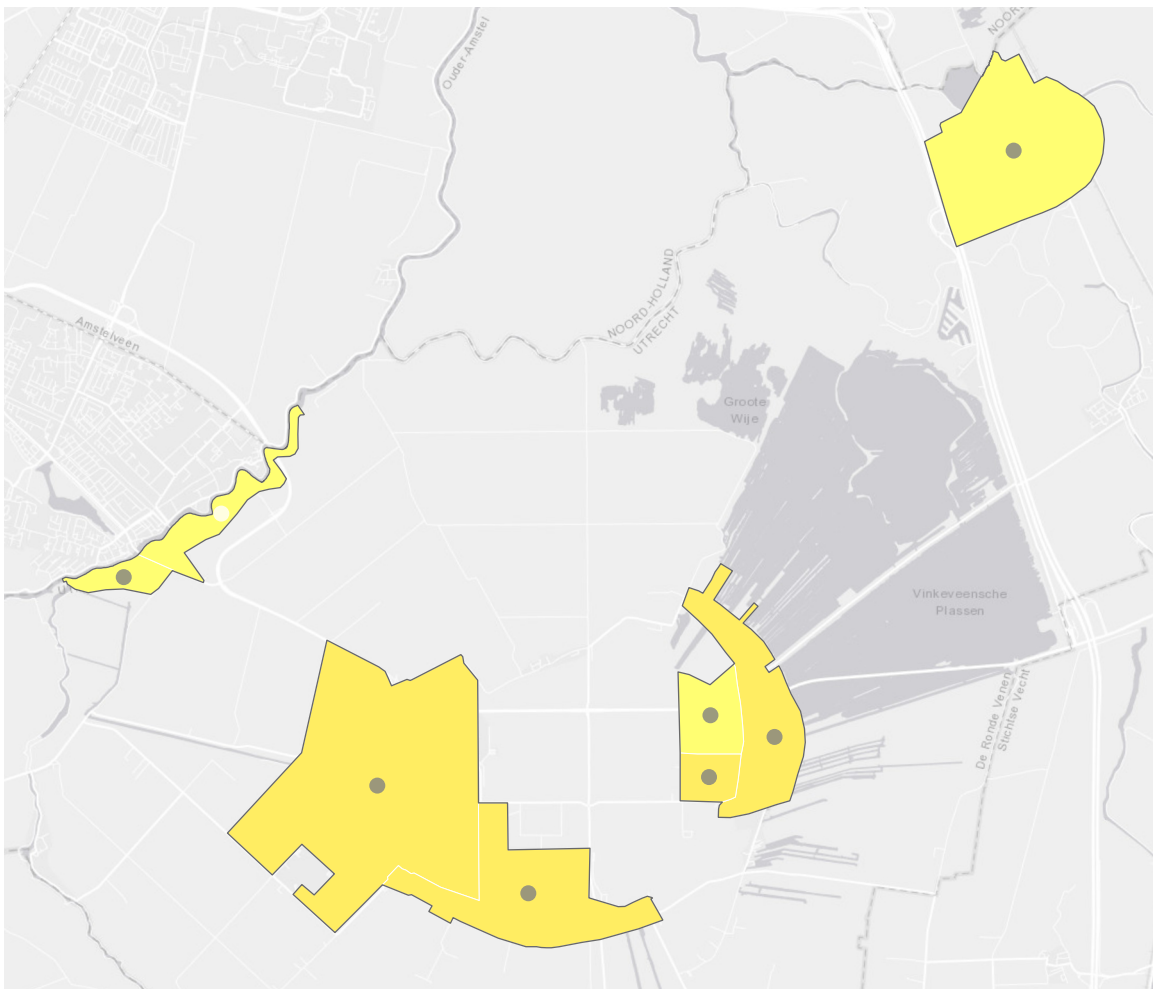 NOORD
Ouder-Amstel
Amstelveen
NOORD-HOLLAND
UTRECHT
Groote
Wije
Vinkeveensche
Plassen
De Ronde Venen
Stichtse Vecht